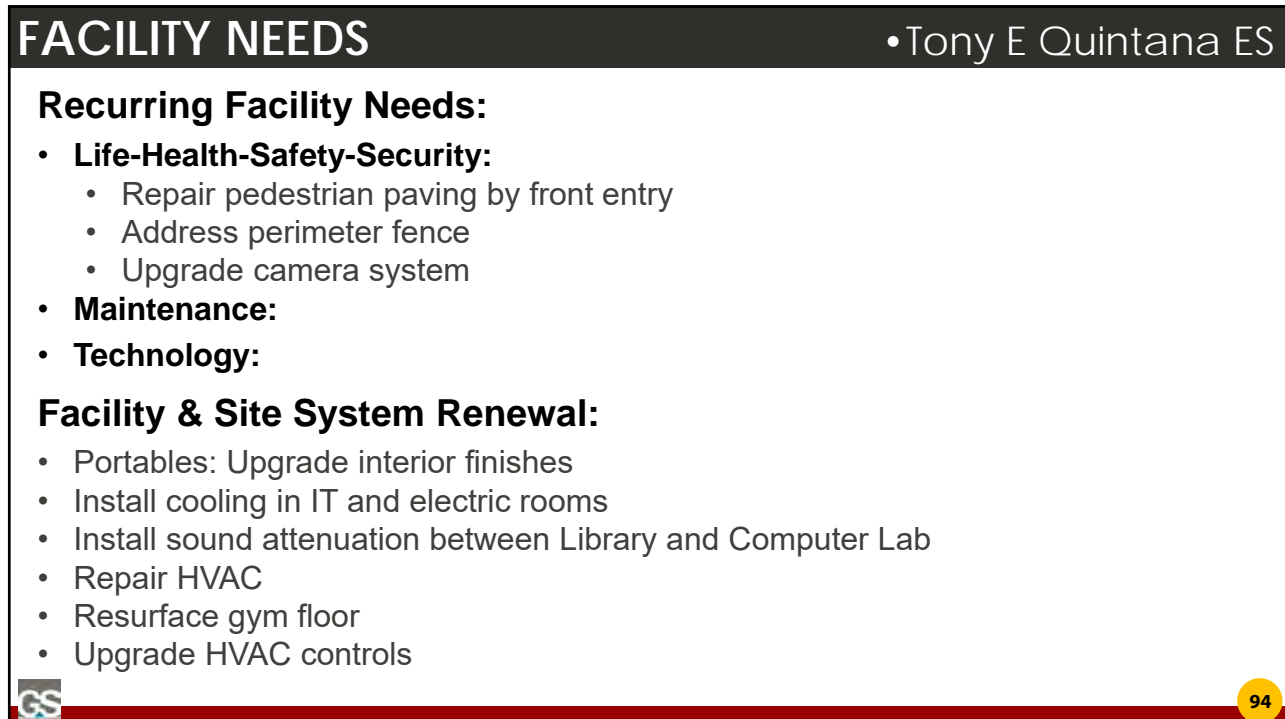 FACILITY NEEDS
•Tony E Quintana ES
Recurring Facility Needs:
• Life-Health-Safety-Security:
• Repair pedestrian paving by front entry
• Address perimeter fence
• Upgrade camera system
• Maintenance:
• Technology:
Facility & Site System Renewal:
• Portables: Upgrade interior finishes
• Install cooling in IT and electric rooms
• Install sound attenuation between Library and Computer Lab
• Repair HVAC
• Resurface gym floor
• Upgrade HVAC controls
GS
94